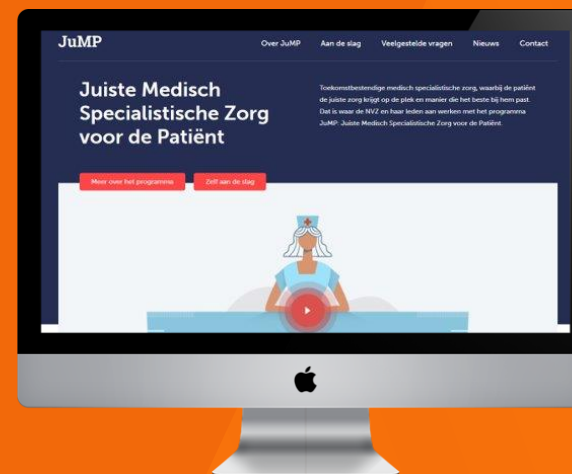 JuMP
Over JuMP Aan de slag Veelgestelde vragen Nieuws Contact
Juiste Medisch
Specialistische Zorg
voor de Patiënt
Toekomstbestendige medisch specialistische zorg, waarbij de patiënt
de juiste zorg krijgt op de plek en manier die het beste bij hem past.
Dat is waar de NVZ en haar leden aan werken met het programma
JuMP: Juiste Medisch Specialistische Zorg voor de Patiënt
Meer over het programma Zelf aan de slag